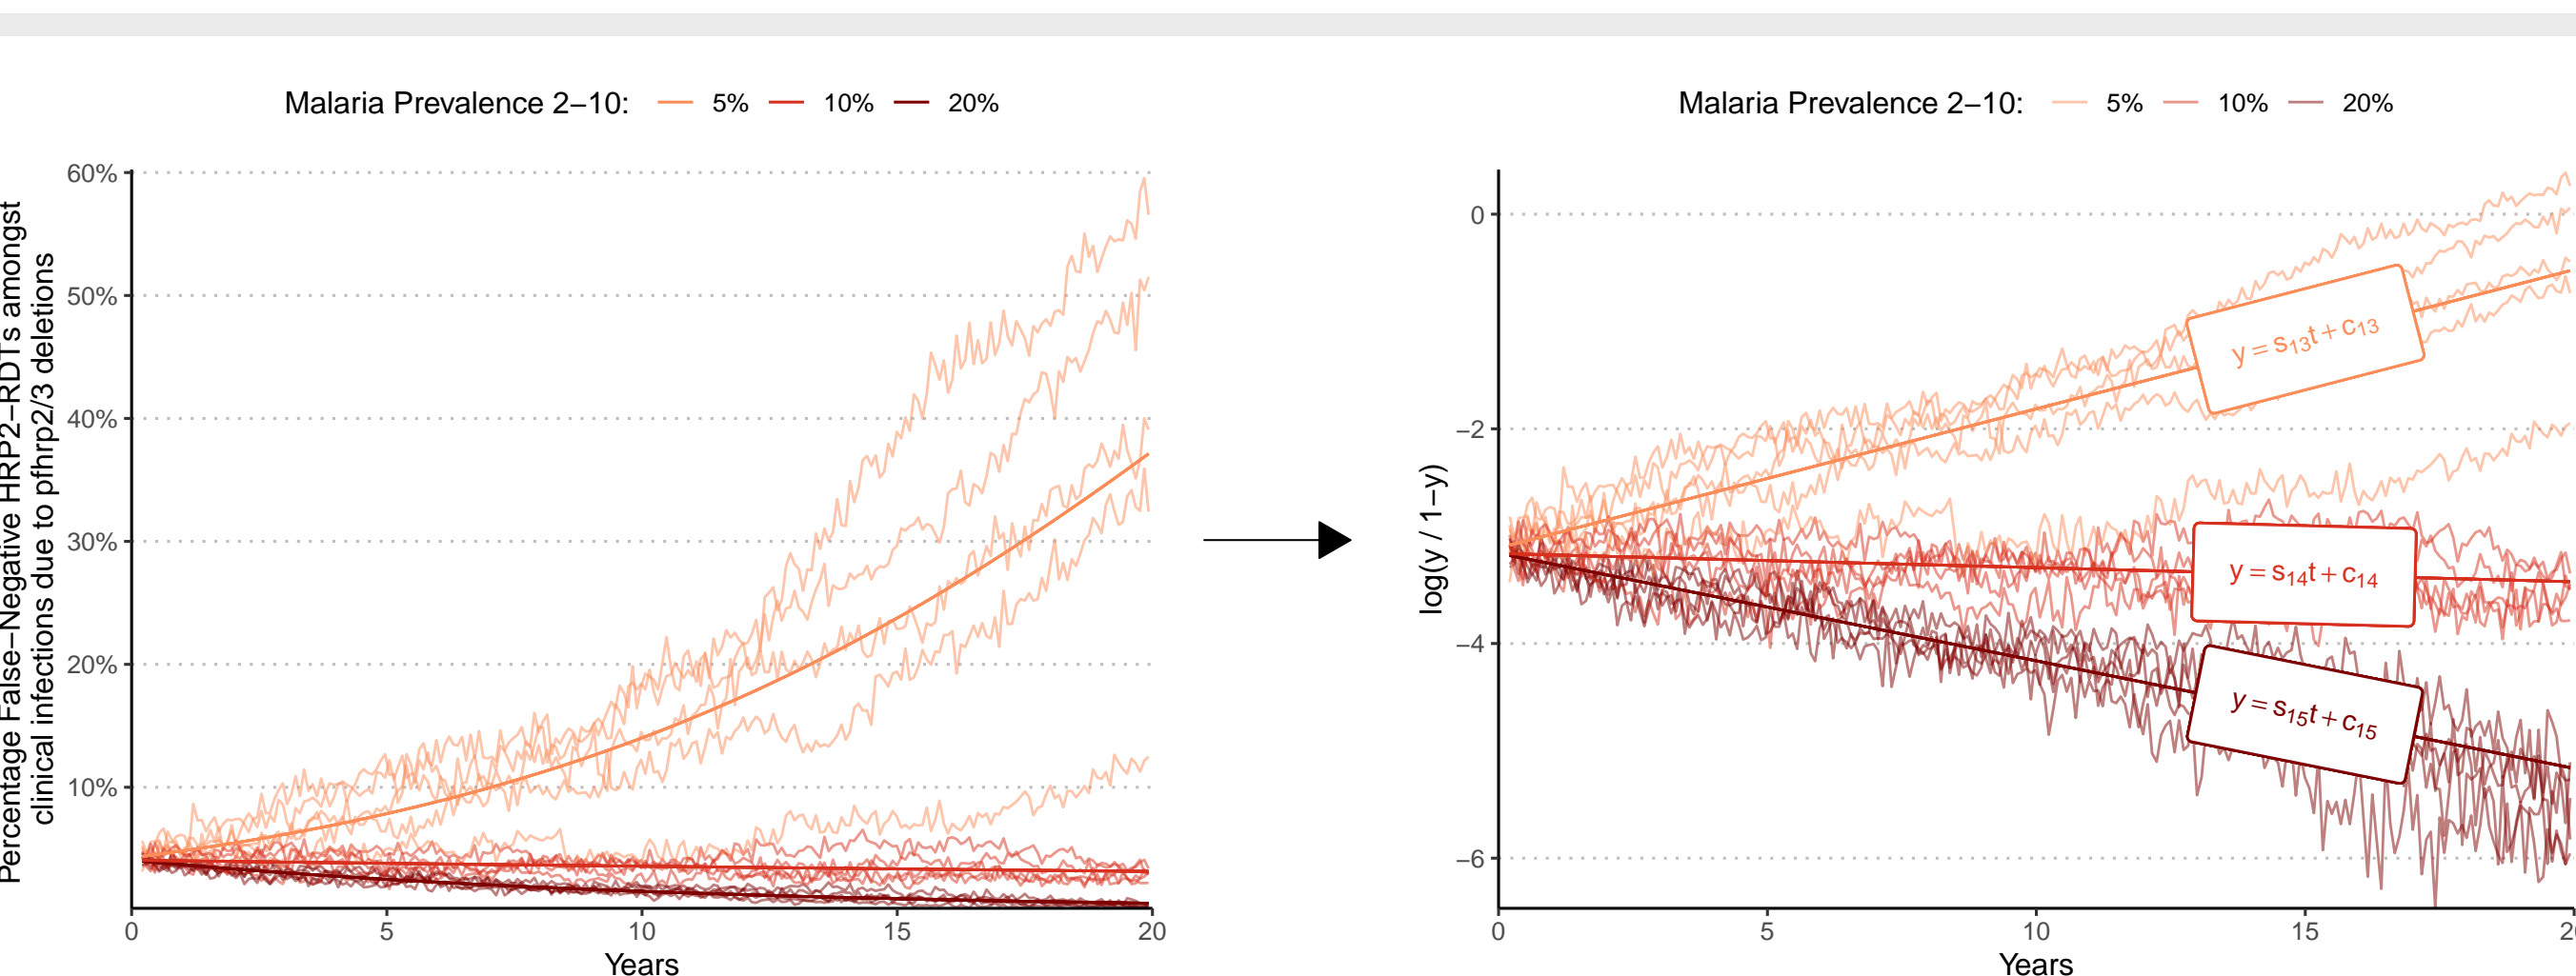 Malaria Prevalence 2−10: 5% 10% 20%
Percentage False−Negative HRP2−RDTs amongst
clinical infections due to pfhrp2/3 deletions
60%
50%
40%
30%
20%
10%
0 5 10 15 20
Years
Malaria Prevalence 2−10: 5% 10% 20%
log(y / 1−y)
0
−2
−4
−6
y = s₁₃t + c₁₃
y = s₁₄t + c₁₄
y = s₁₅t + c₁₅
0 5 10 15
Years